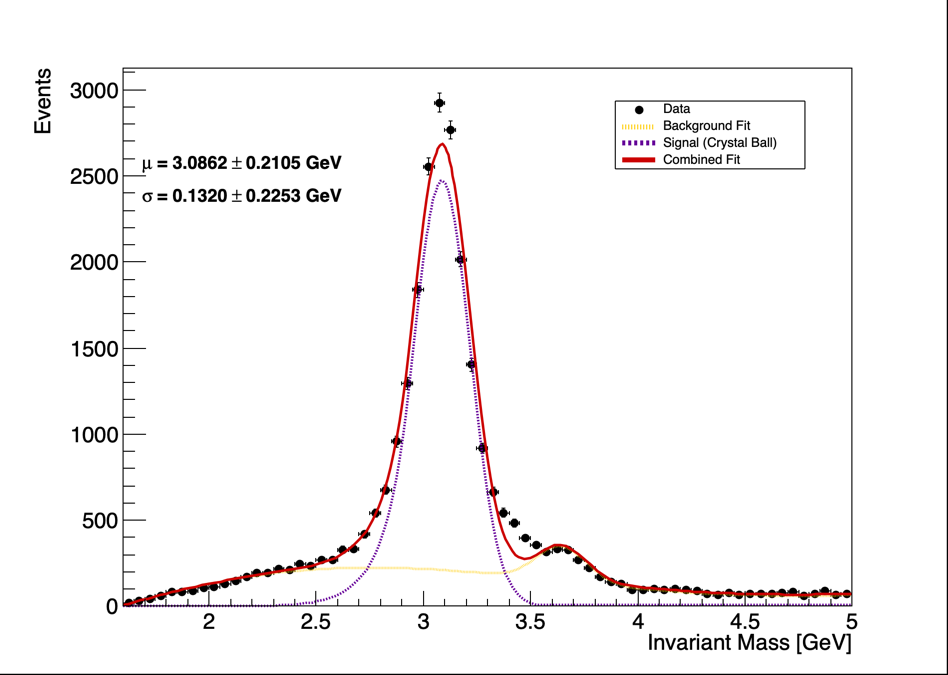 Events
3000
2500
2000
1500
1000
500
0
μ = 3.0862 ± 0.2105 GeV
σ = 0.1320 ± 0.2253 GeV
Data
Background Fit
Signal (Crystal Ball)
Combined Fit
2 2.5 3 3.5 4 4.5 5
Invariant Mass [GeV]